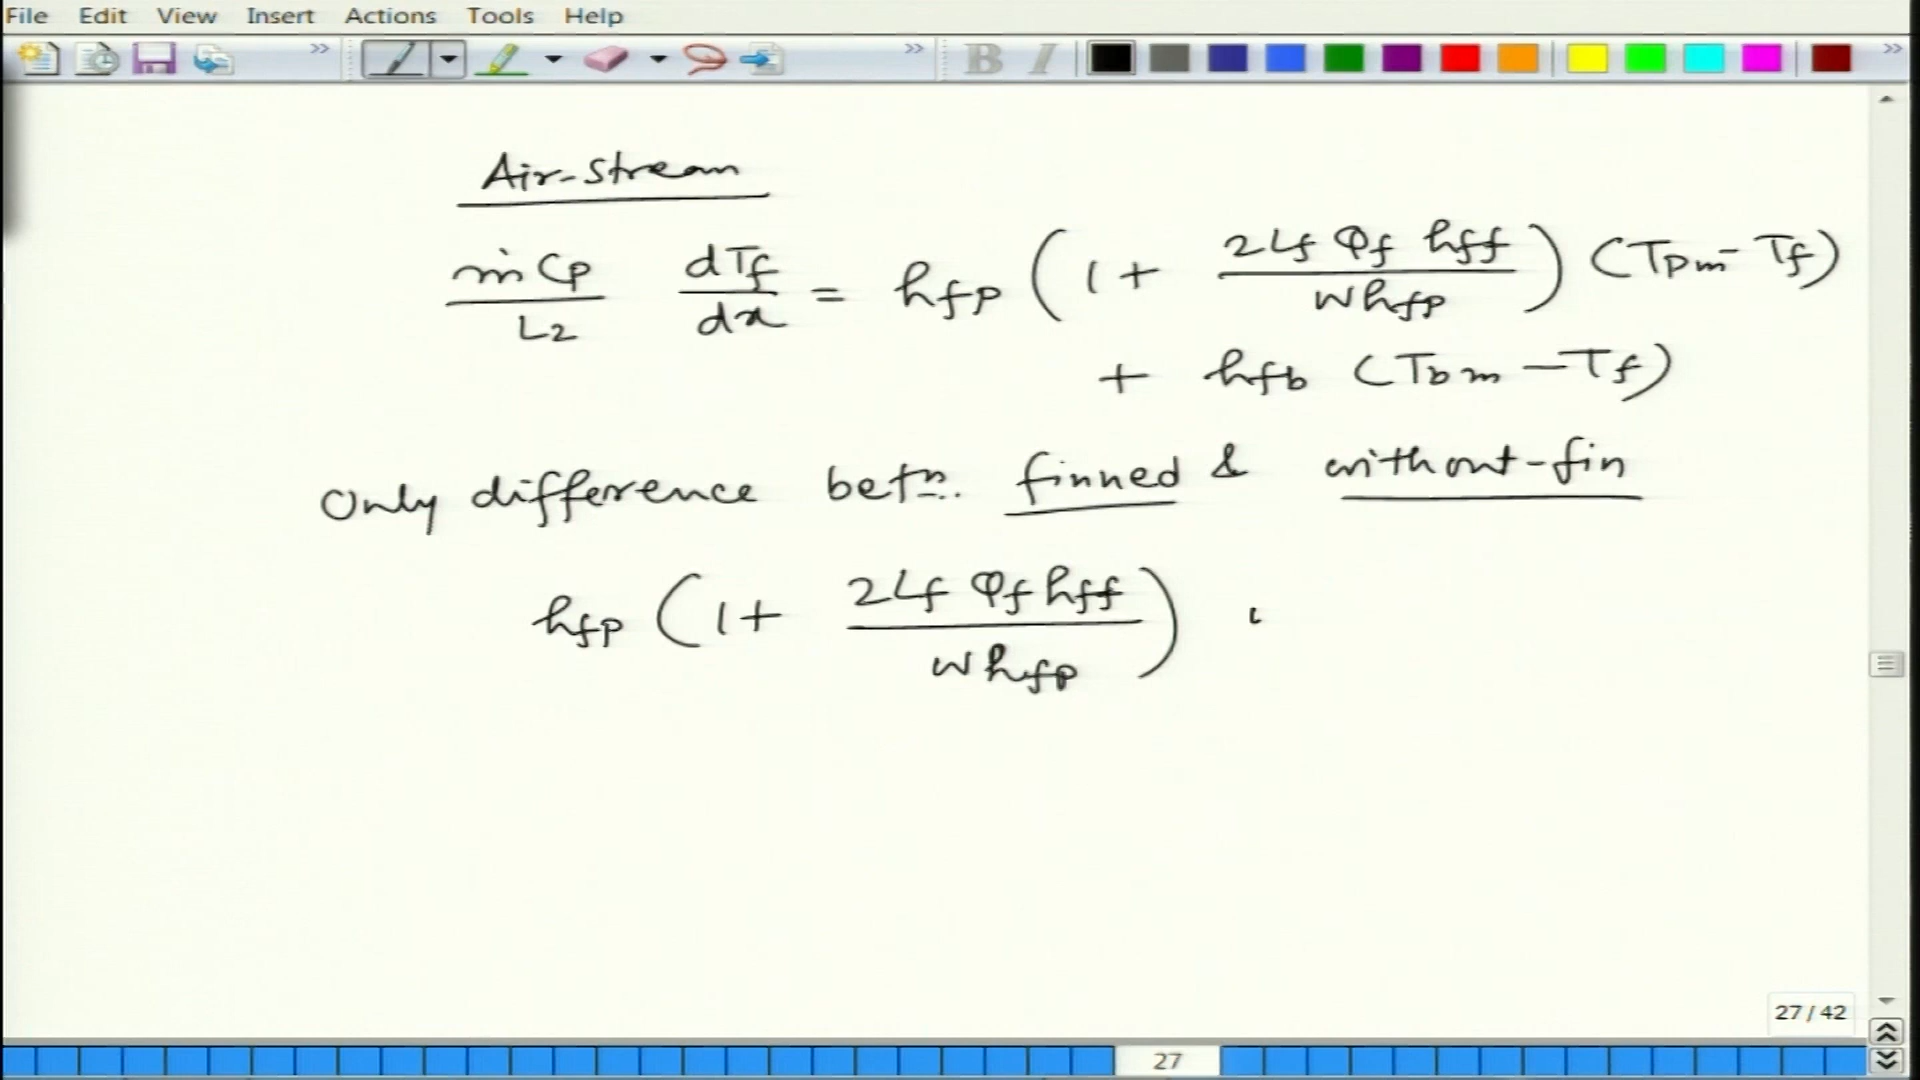 File Edit View Insert Actions Tools Help
B I
Air-stream
ṁCp/L2 dTf/dx = hfp (1 + 2Lf Φf hff / W hfp) (Tpm - Tf)
+ hfb (Tbm - Tf)
Only difference betn. finned & without-fin
hfp (1 + 2Lf Φf hff / W hfp)
27 / 42
27